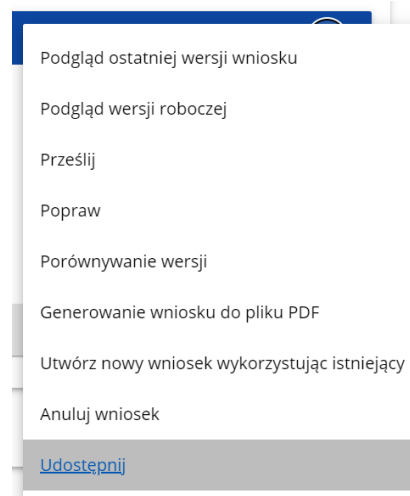 Podgląd ostatniej wersji wniosku
Podgląd wersji roboczej
Prześlij
Popraw
Porównywanie wersji
Generowanie wniosku do pliku PDF
Utwórz nowy wniosek wykorzystując istniejący
Anuluj wniosek
Udostępnij